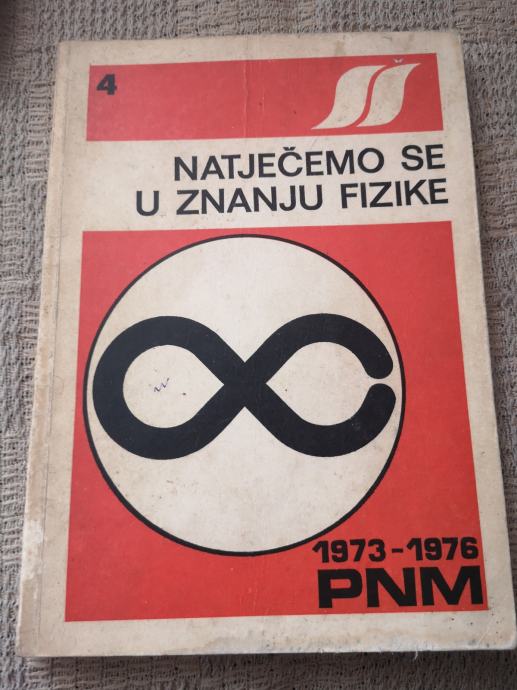 4
NATJEČEMO SE
U ZNANJU FIZIKE
1973-1976
PNM